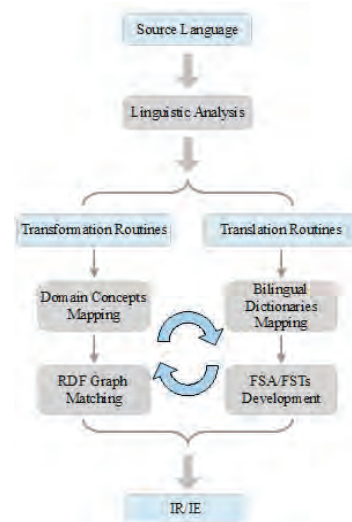 Source Language
Linguistic Analysis
Transformation Routines
Translation Routines
Domain Concepts
Mapping
Bilingual
Dictionaries
Mapping
RDF Graph
Matching
FSA/FSTs
Development
IR/IE